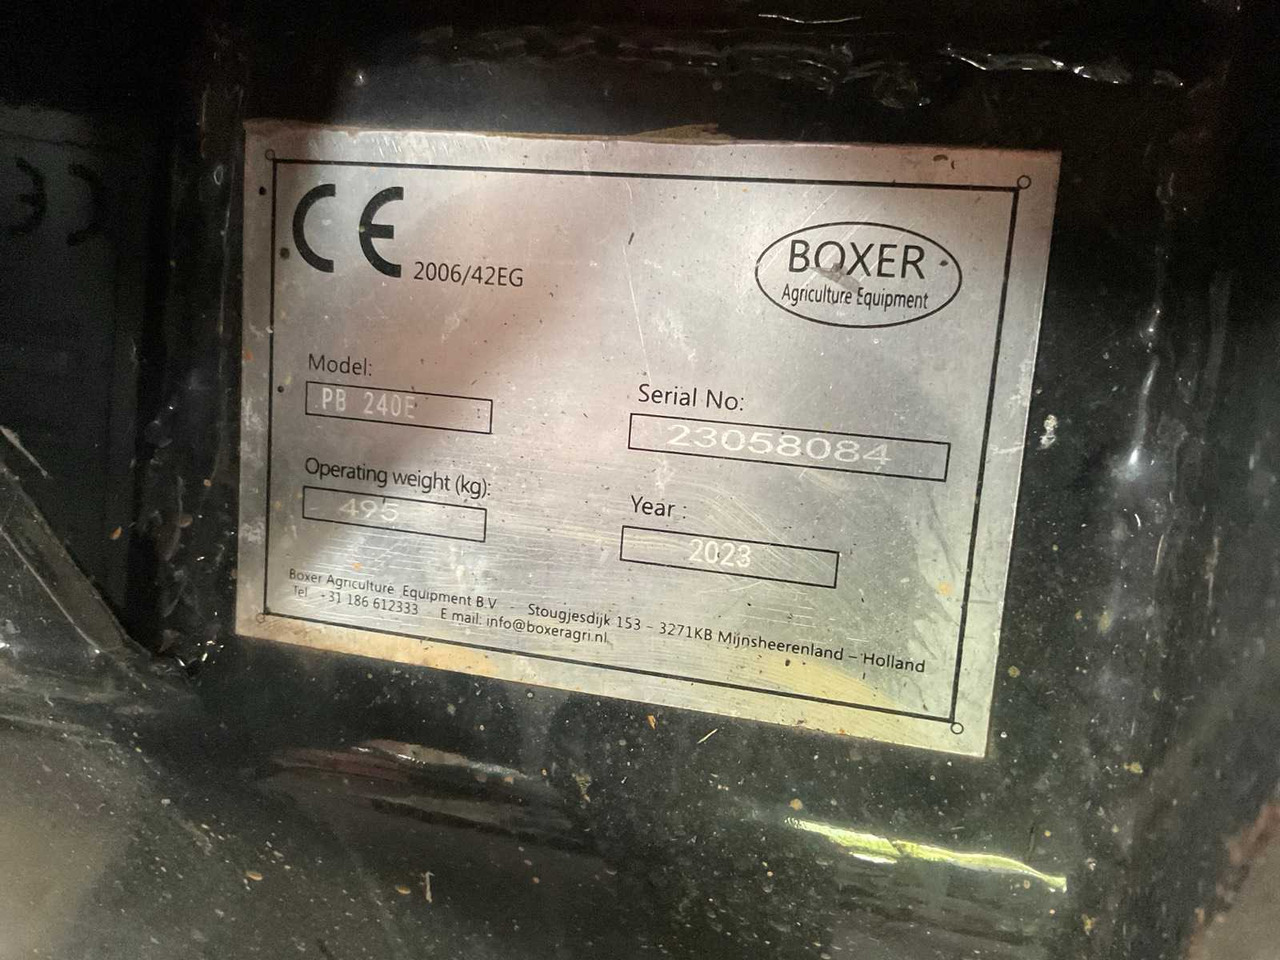 CE 2006/42EG
BOXER
Agriculture Equipment
Model:
PB 240E
Serial No:
23058084
Operating weight (kg):
495
Year :
2023
Boxer Agriculture Equipment B.V - Stougjesdijk 153 - 3271KB Mijnsheerenland - Holland
Tel. +31 186 612333 E mail: info@boxeragri.nl